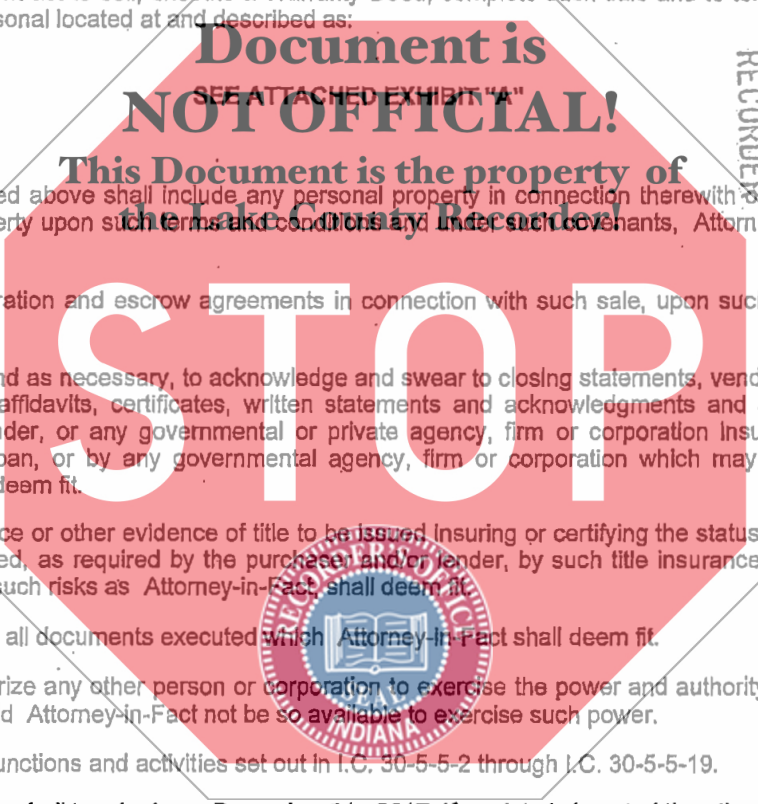 sonal located at and described as:
Document is
SEE ATTACHED EXHIBIT "A"
NOT OFFICIAL!
This Document is the property of
ed above shall include any personal property in connection therewith
the Lake County Recorder!
erty upon such terms and conditions and under such covenants, Attorn
RECORDER
ration and escrow agreements in connection with such sale, upon suc
STOP
nd as necessary, to acknowledge and swear to closing statements, vend
affidavits, certificates, written statements and acknowledgments and
nder, or any governmental or private agency, firm or corporation insu
oan, or by any governmental agency, firm or corporation which may
deem fit.
ce or other evidence of title to be issued insuring or certifying the status
ed, as required by the purchaser and/or lender, by such title insurance
such risks as Attorney-in-Fact, shall deem fit.
RECORDER'S OFFICE
all documents executed which Attorney-in-Fact shall deem fit.
rize any other person or corporation to exercise the power and authority
d Attorney-in-Fact not be so available to exercise such power.
INDIANA
unctions and activities set out in I.C. 30-5-5-2 through I.C. 30-5-5-19.